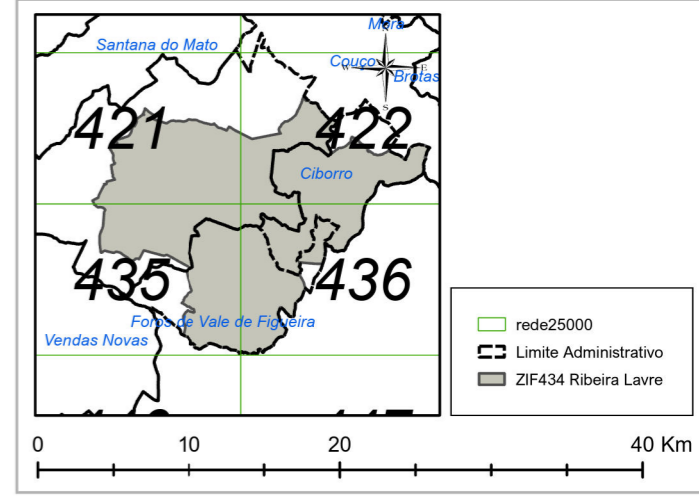 Mora
Santana do Mato
Couço
W
E
Brotas
S
421
422
Ciborro
435
436
Foros de Vale de Figueira
Vendas Novas
rede25000
Limite Administrativo
ZIF434 Ribeira Lavre
0 10 20 40 Km